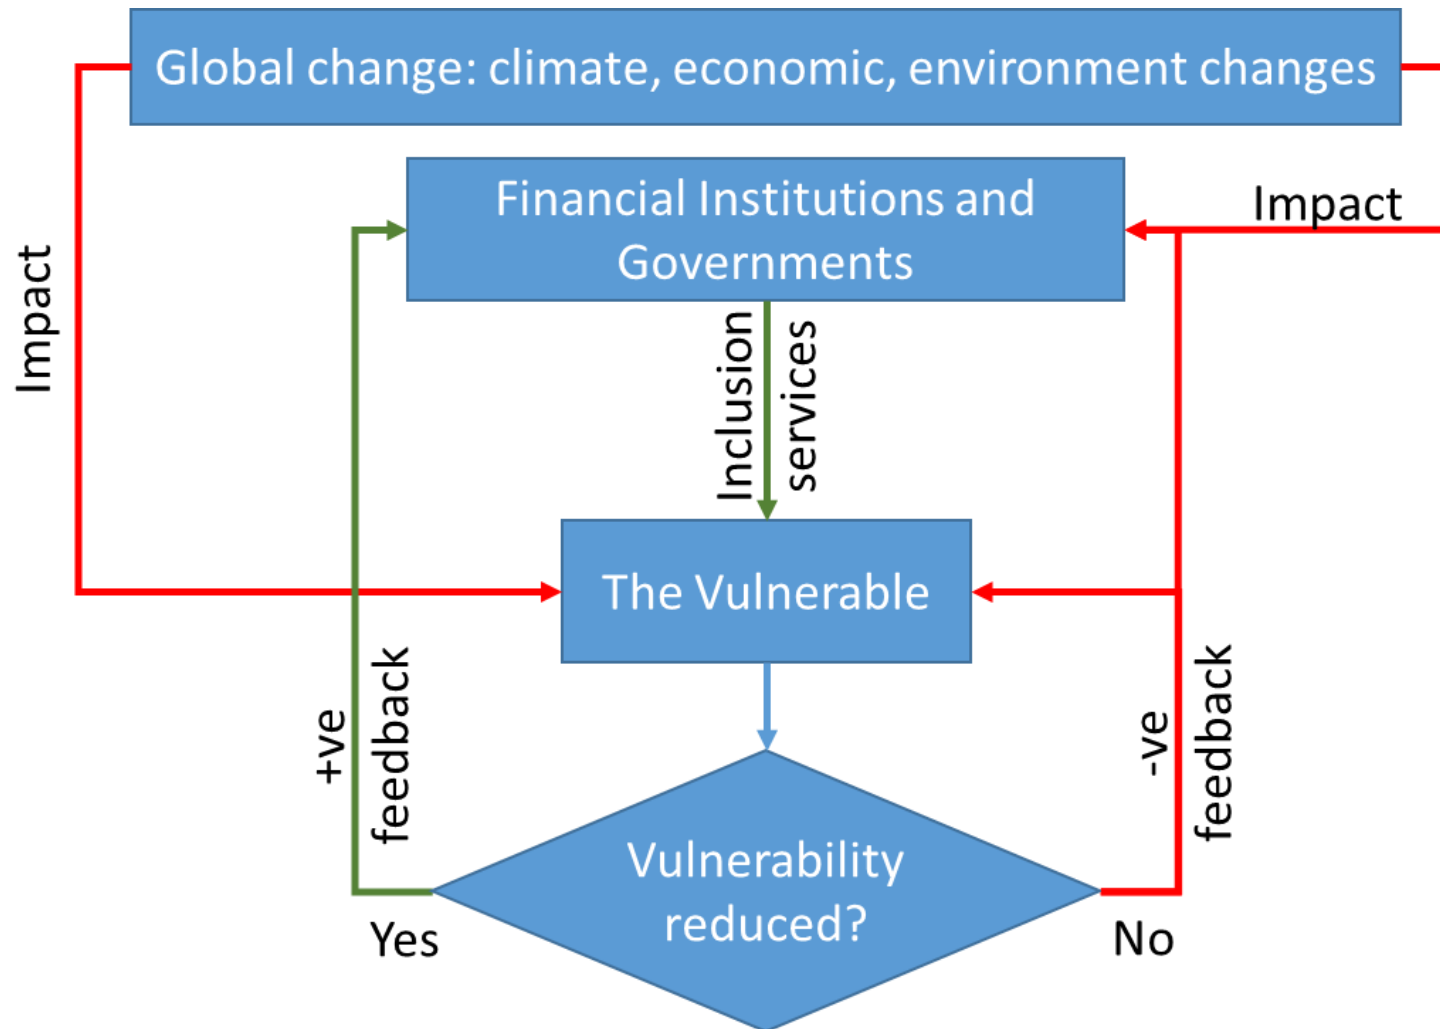 Global change: climate, economic, environment changes
Financial Institutions and
Governments
Impact
Impact
Inclusion
services
The Vulnerable
+ve
feedback
-ve
feedback
Vulnerability
reduced?
Yes
No